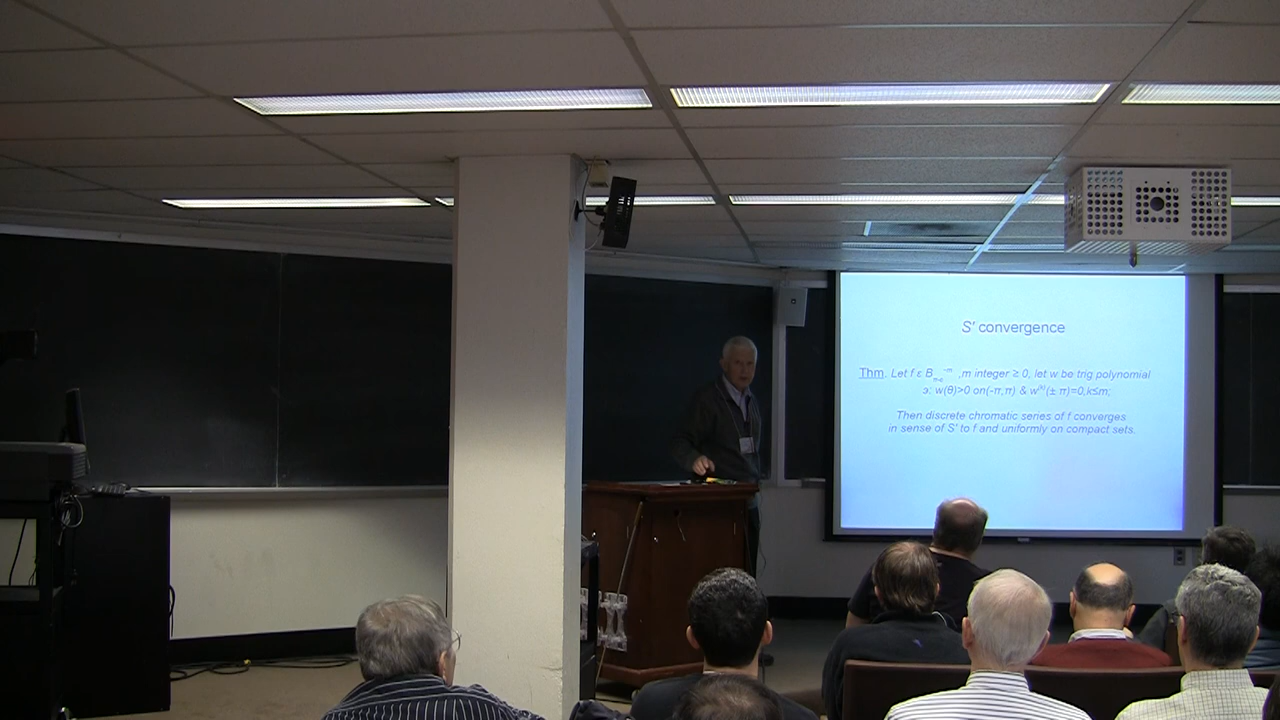 S' convergence
Thm. Let f ε B ,m integer ≥ 0, let w be trig polynomial
϶: w(θ)>0 on(-π,π) & w⁽ᵏ⁾(± π)=0,k≤m;
Then discrete chromatic series of f converges
in sense of S' to f and uniformly on compact sets.